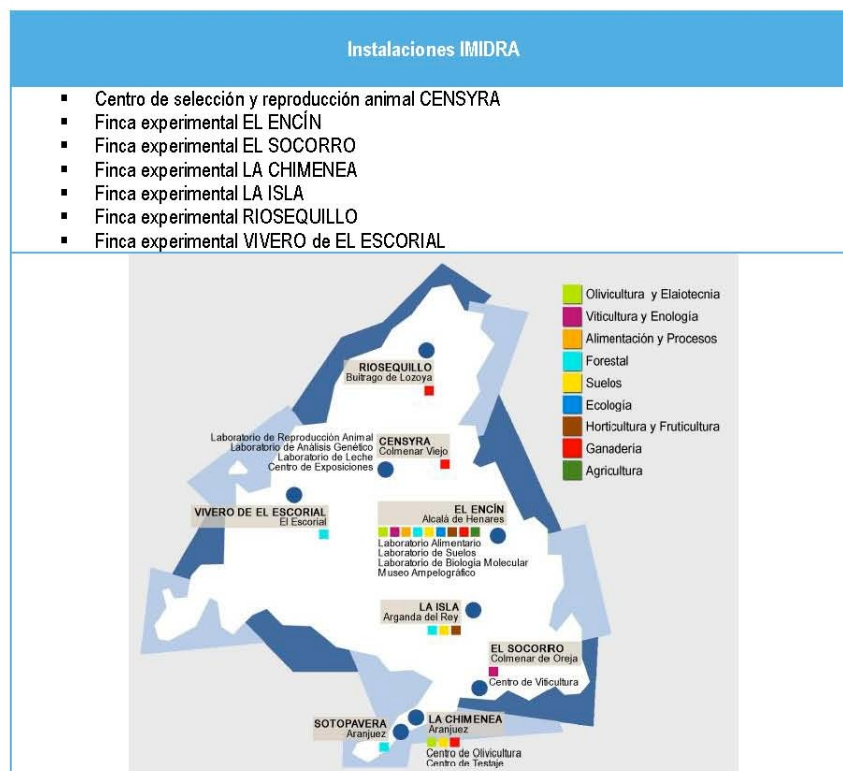 Instalaciones IMIDRA
▪ Centro de selección y reproducción animal CENSYRA
▪ Finca experimental EL ENCÍN
▪ Finca experimental EL SOCORRO
▪ Finca experimental LA CHIMENEA
▪ Finca experimental LA ISLA
▪ Finca experimental RIOSEQUILLO
▪ Finca experimental VIVERO de EL ESCORIAL
Olivicultura y Elaiotecnia
Viticultura y Enología
Alimentación y Procesos
Forestal
Suelos
Ecología
Horticultura y Fruticultura
Ganadería
Agricultura
RIOSEQUILLO
Buitrago de Lozoya
Laboratorio de Reproducción Animal
Laboratorio de Análisis Genético
Laboratorio de Leche
Centro de Exposiciones
CENSYRA
Colmenar Viejo
VIVERO DE EL ESCORIAL
El Escorial
EL ENCÍN
Alcalá de Henares
Laboratorio Alimentario
Laboratorio de Suelos
Laboratorio de Biología Molecular
Museo Ampelográfico
LA ISLA
Arganda del Rey
EL SOCORRO
Colmenar de Oreja
Centro de Viticultura
SOTOPAVERA
Aranjuez
LA CHIMENEA
Aranjuez
Centro de Olivicultura
Centro de Testaje